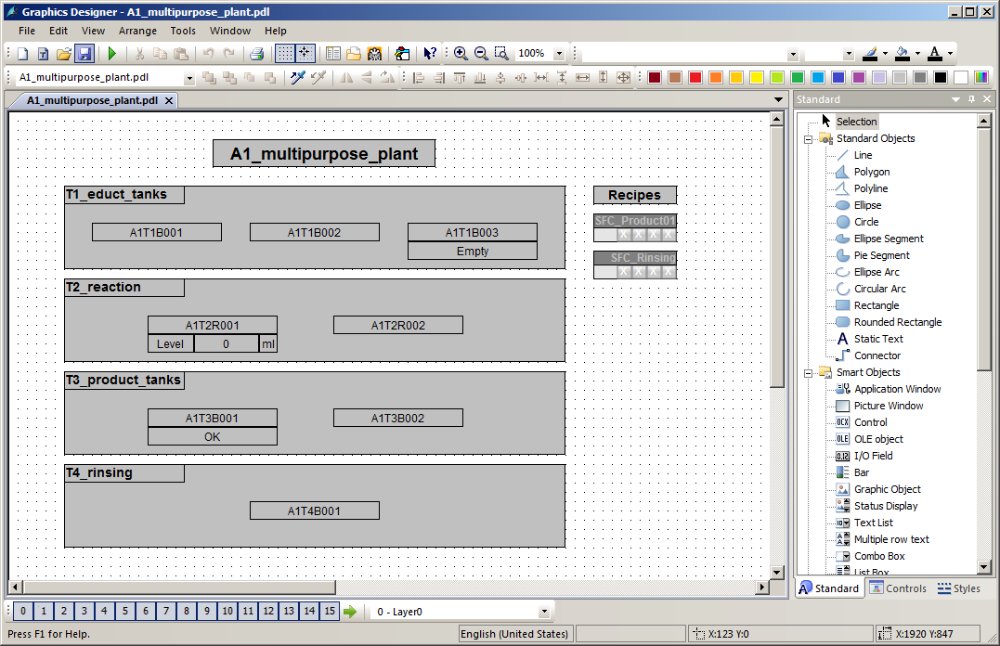 Graphics Designer - A1_multipurpose_plant.pdl
File Edit View Arrange Tools Window Help
100%
A1_multipurpose_plant.pdl
A1_multipurpose_plant.pdl
Standard
A1_multipurpose_plant
T1_educt_tanks
A1T1B001
A1T1B002
A1T1B003
Empty
T2_reaction
A1T2R001
Level 0 ml
A1T2R002
T3_product_tanks
A1T3B001
OK
A1T3B002
T4_rinsing
A1T4B001
Recipes
SFC_Product01
X X X X
SFC_Rinsing
X X X X
Selection
Standard Objects
Line
Polygon
Polyline
Ellipse
Circle
Ellipse Segment
Pie Segment
Ellipse Arc
Circular Arc
Rectangle
Rounded Rectangle
A Static Text
Connector
Smart Objects
Application Window
Picture Window
OCX Control
OLE OLE object
0.12 I/O Field
Bar
Graphic Object
Status Display
Text List
Multiple row text
Combo Box
List Box
Standard Controls Styles
0 1 2 3 4 5 6 7 8 9 10 11 12 13 14 15 0 - Layer0
Press F1 for Help. English (United States) X:123 Y:0 X:1920 Y:847